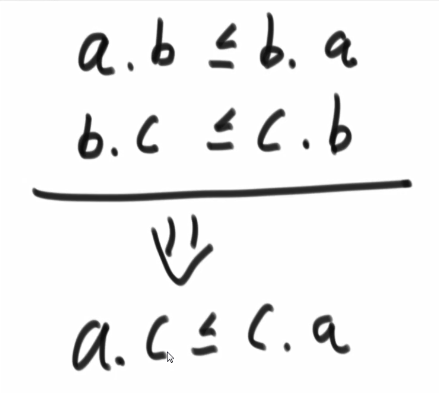 a.b ≤ b.a
b.c ≤ c.b
⇓
a.c ≤ c.a